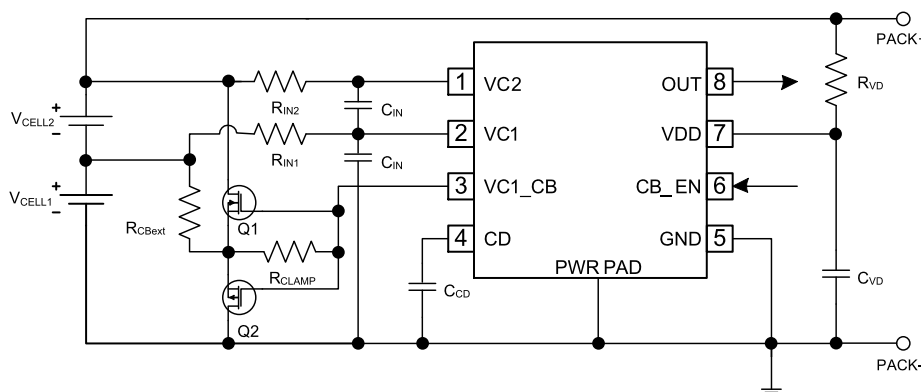 PACK+
1 VC2 OUT 8
RVD
RIN2
CIN
VCELL2
+
−
2 VC1 VDD 7
RIN1
CIN
3 VC1_CB CB_EN 6
VCELL1
+
−
RCBext
Q1
4 CD GND 5
RCLAMP
PWR PAD
CCD
CVD
Q2
PACK-